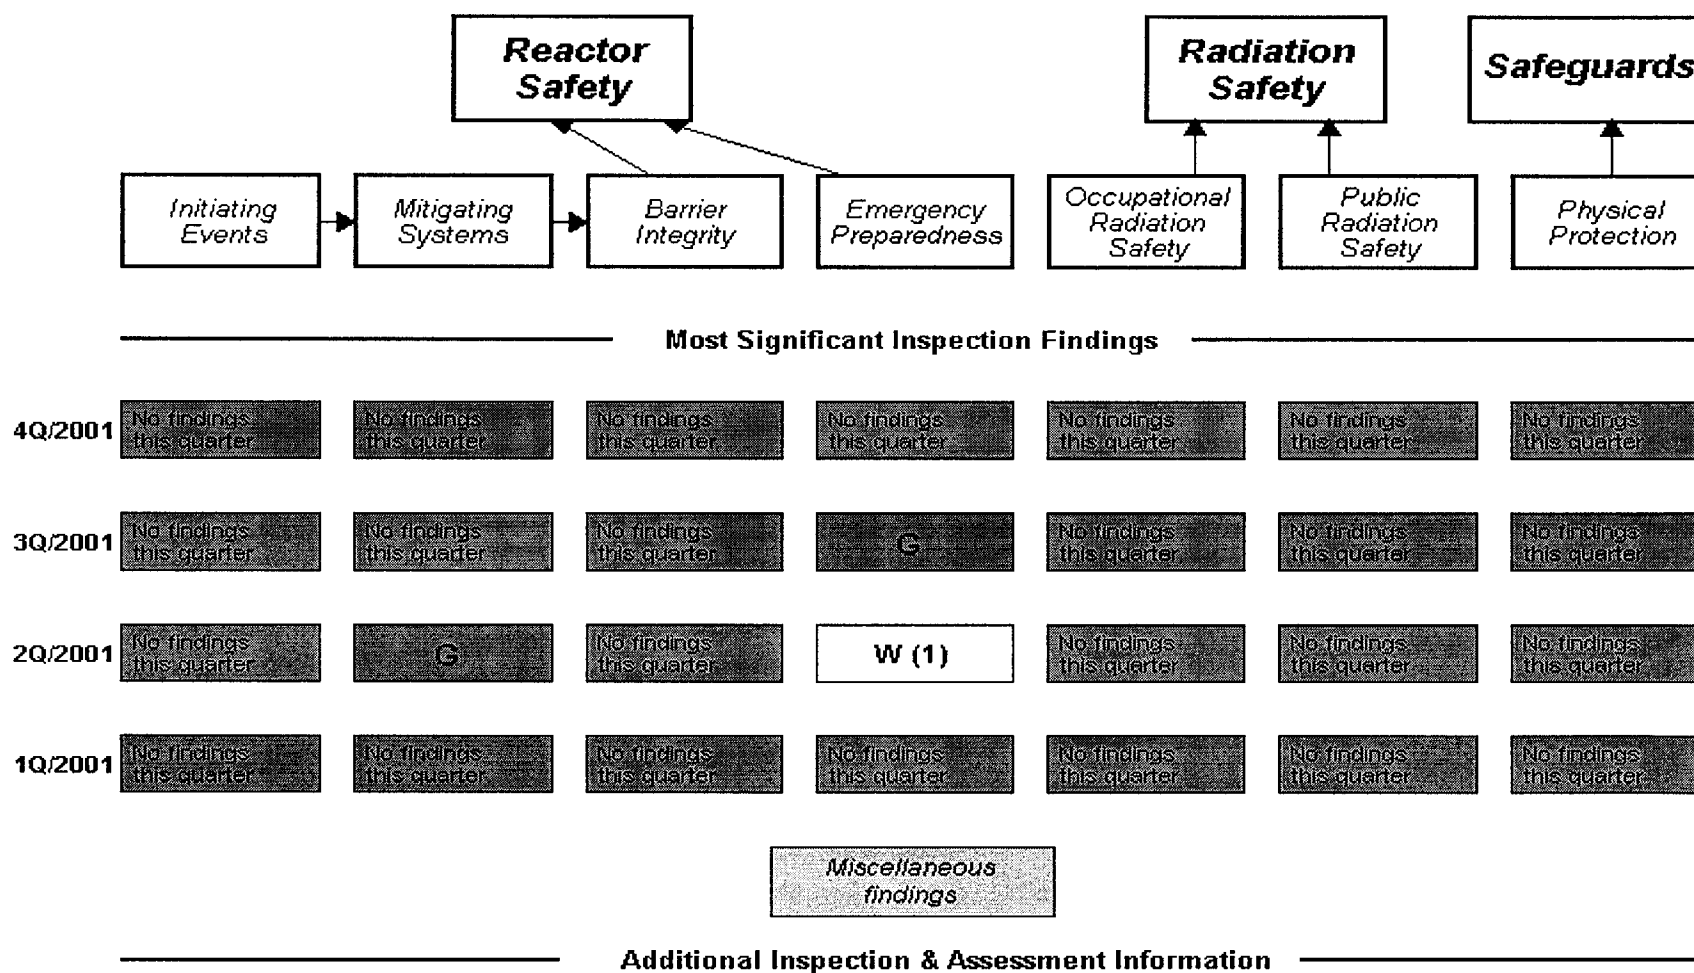 Reactor
Safety
Radiation
Safety
Safeguards
Initiating
Events
Mitigating
Systems
Barrier
Integrity
Emergency
Preparedness
Occupational
Radiation
Safety
Public
Radiation
Safety
Physical
Protection
Most Significant Inspection Findings
4Q/2001
No findings
this quarter
No findings
this quarter
No findings
this quarter
No findings
this quarter
No findings
this quarter
No findings
this quarter
No findings
this quarter
3Q/2001
No findings
this quarter
No findings
this quarter
No findings
this quarter
G
No findings
this quarter
No findings
this quarter
No findings
this quarter
2Q/2001
No findings
this quarter
G
No findings
this quarter
W (1)
No findings
this quarter
No findings
this quarter
No findings
this quarter
1Q/2001
No findings
this quarter
No findings
this quarter
No findings
this quarter
No findings
this quarter
No findings
this quarter
No findings
this quarter
No findings
this quarter
Miscellaneous
findings
Additional Inspection & Assessment Information